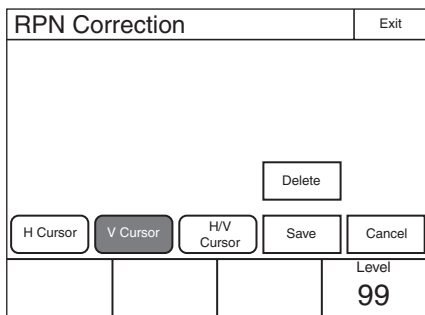 RPN Correction
Exit
Delete
H Cursor
V Cursor
H/V
Cursor
Save
Cancel
Level
99